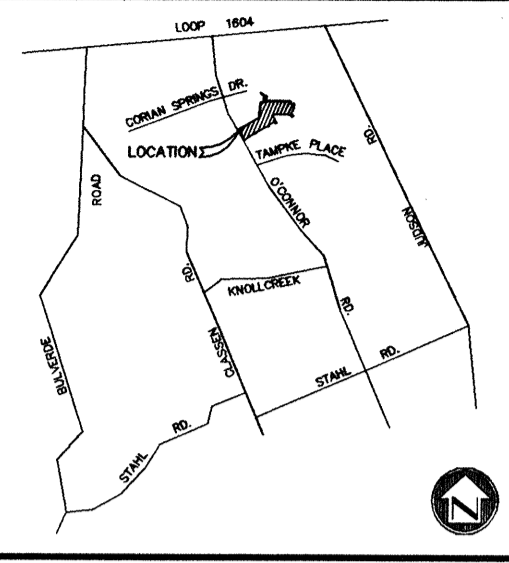 LOOP 1604
CORIAN SPRINGS DR.
LOCATION
TAMPKE PLACE
ROAD
RD.
O'CONNOR
JUDSON
RD.
KNOLLCREEK
RD.
BULVERDE
CLASSEN
STAHL RD.
STAHL RD.
N